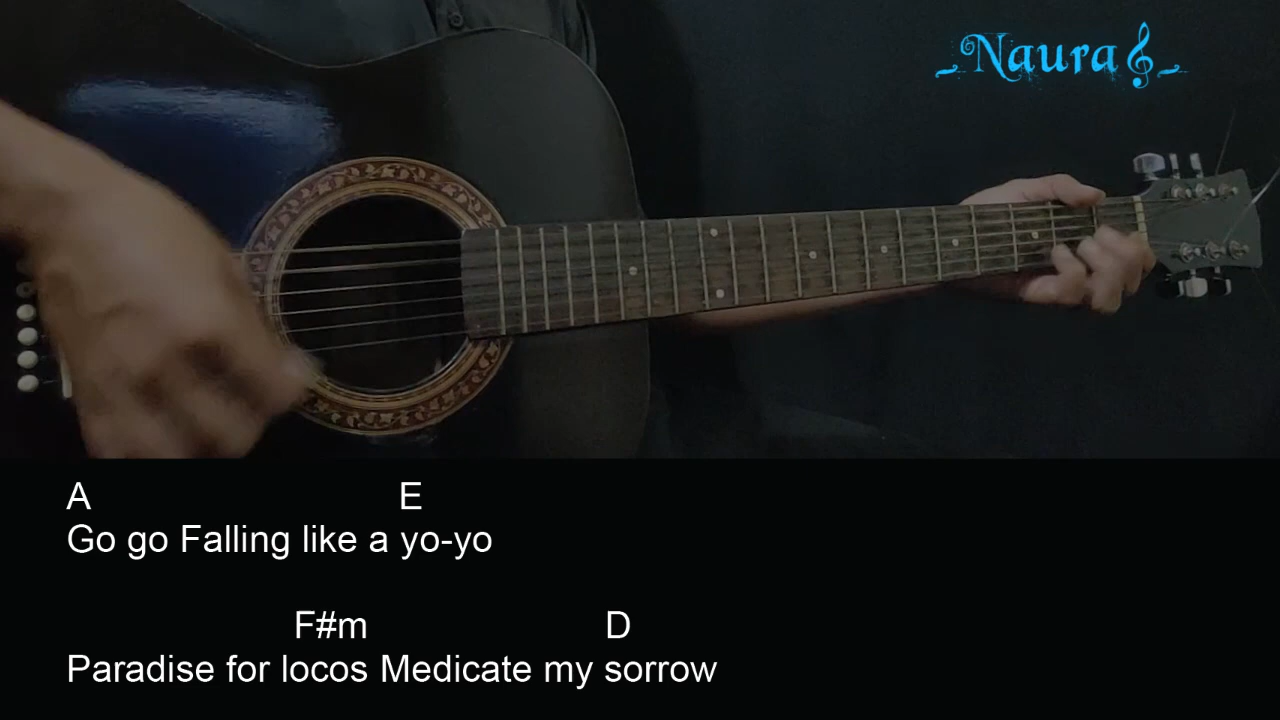 Naura
A E
Go go Falling like a yo-yo
F#m D
Paradise for locos Medicate my sorrow